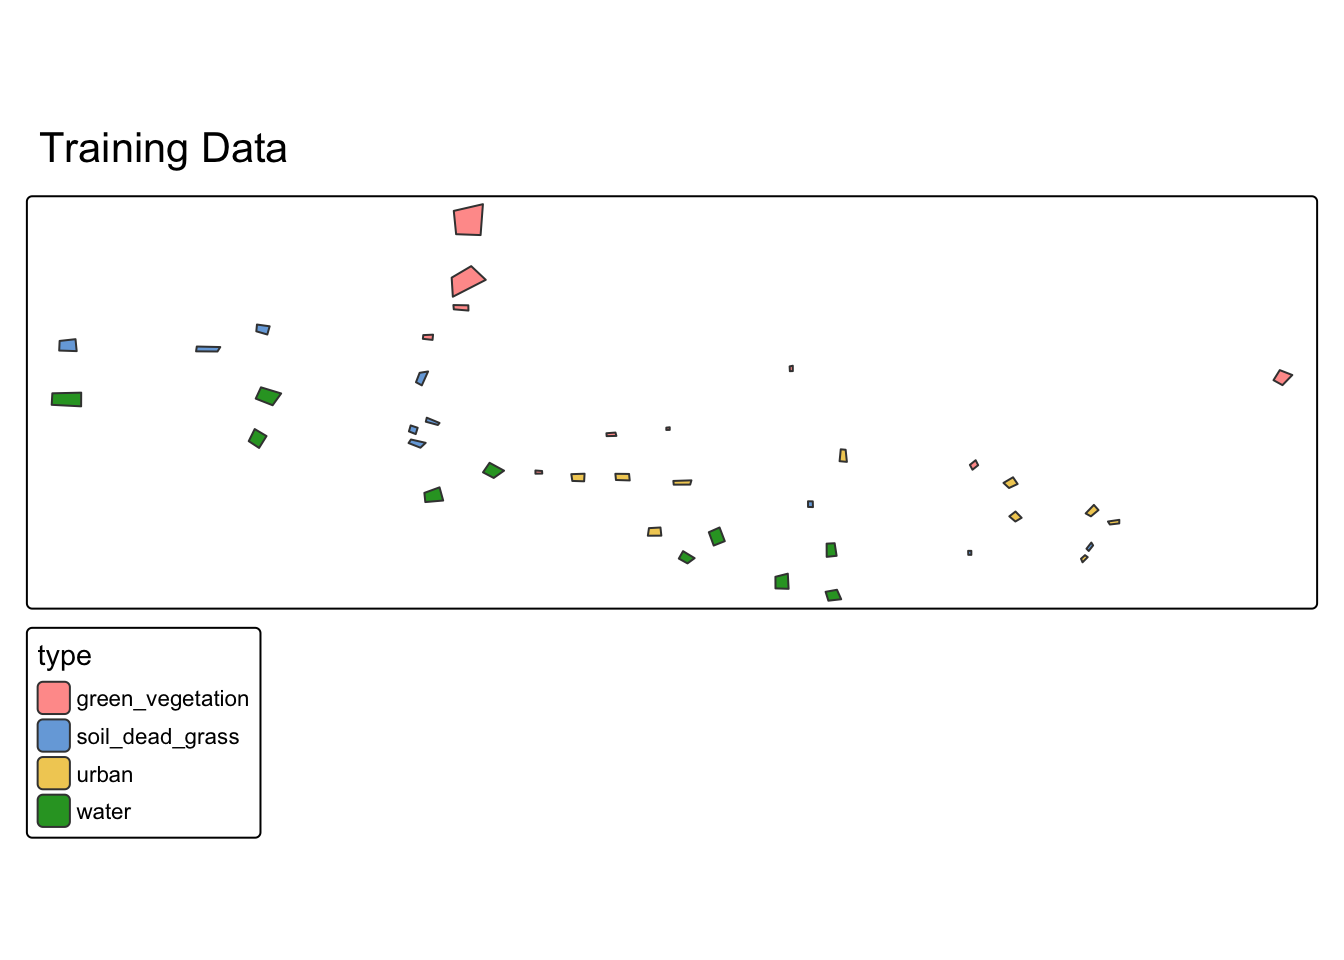 Training Data
type
green_vegetation
soil_dead_grass
urban
water